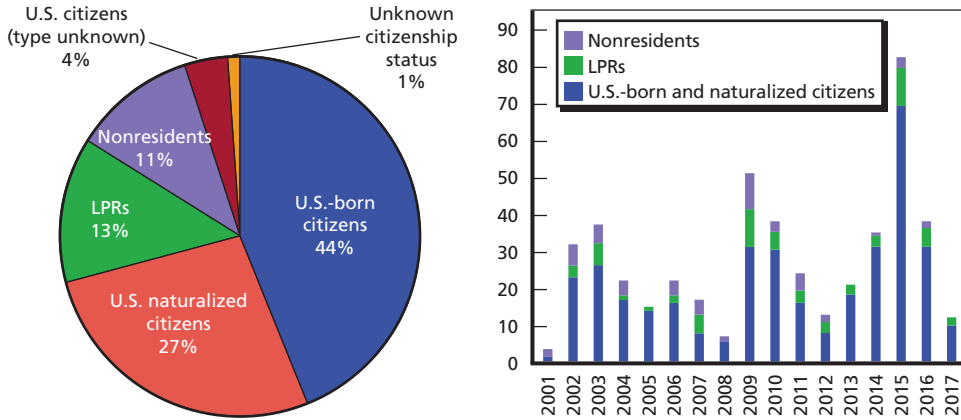 U.S. citizens
(type unknown)
4%
Unknown
citizenship
status
1%
Nonresidents
11%
LPRs
13%
U.S.-born
citizens
44%
U.S. naturalized
citizens
27%
90
80
70
60
50
40
30
20
10
0
Nonresidents
LPRs
U.S.-born and naturalized citizens
2001
2002
2003
2004
2005
2006
2007
2008
2009
2010
2011
2012
2013
2014
2015
2016
2017